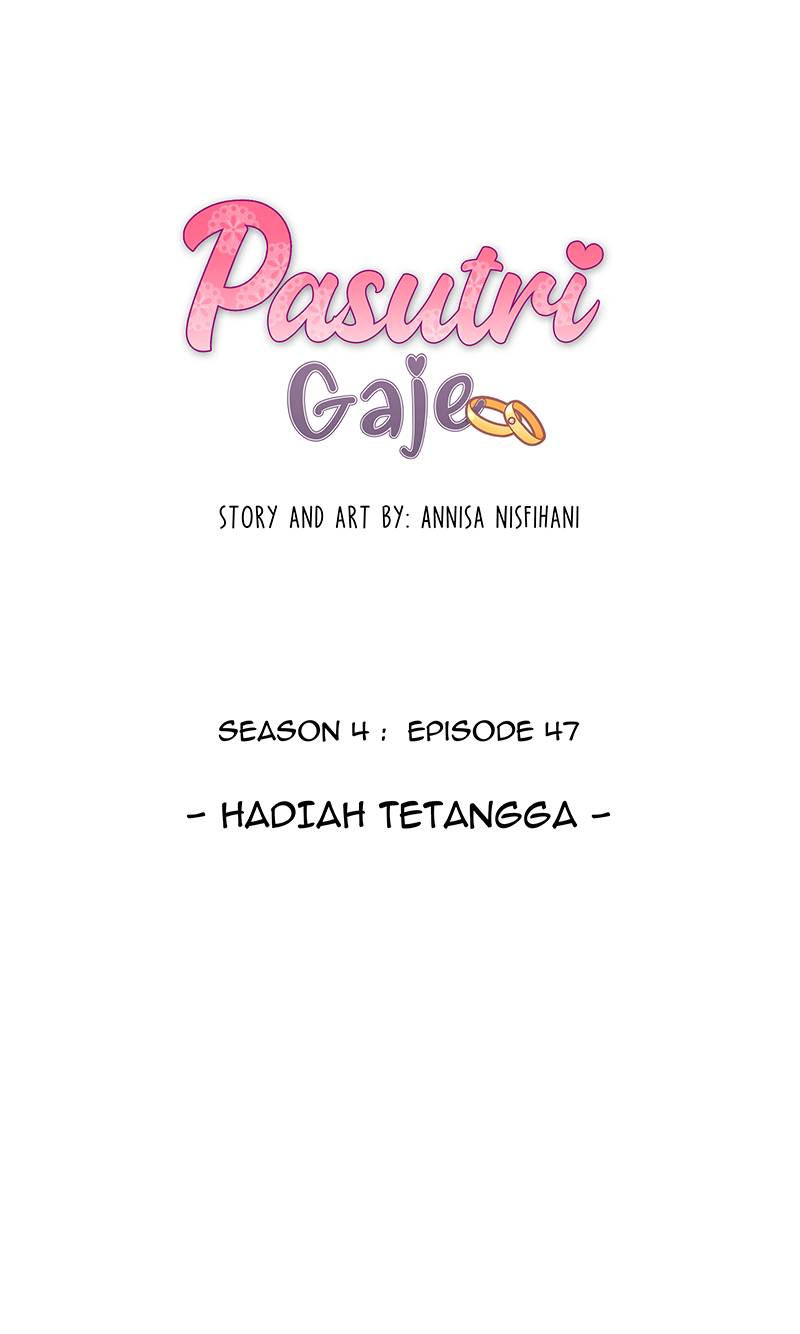 Pasutri
Gaje
STORY AND ART BY: ANNISA NISFIHANI
SEASON 4 : EPISODE 47
- HADIAH TETANGGA -